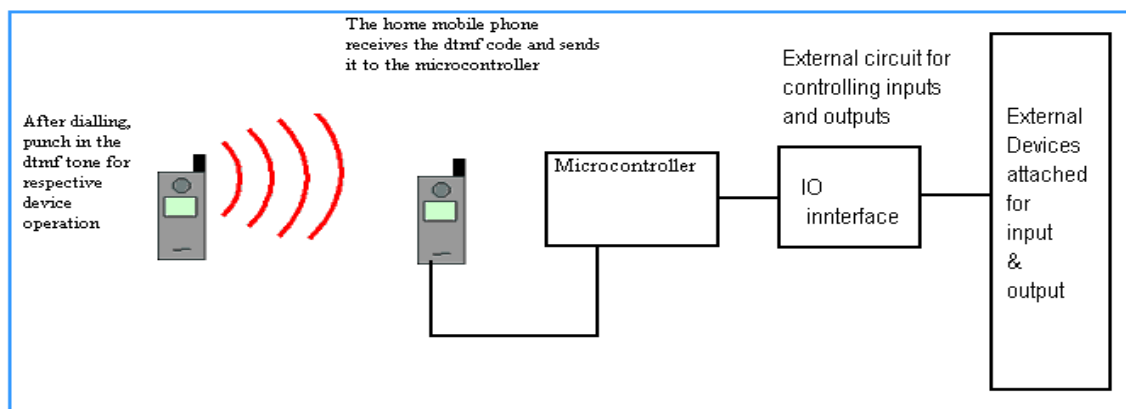 The home mobile phone
receives the dtmf code and sends
it to the microcontroller
After dialling,
punch in the
dtmf tone for
respective
device
operation
Microcontroller
External circuit for
controlling inputs
and outputs
IO
innterface
External
Devices
attached
for
input
&
output